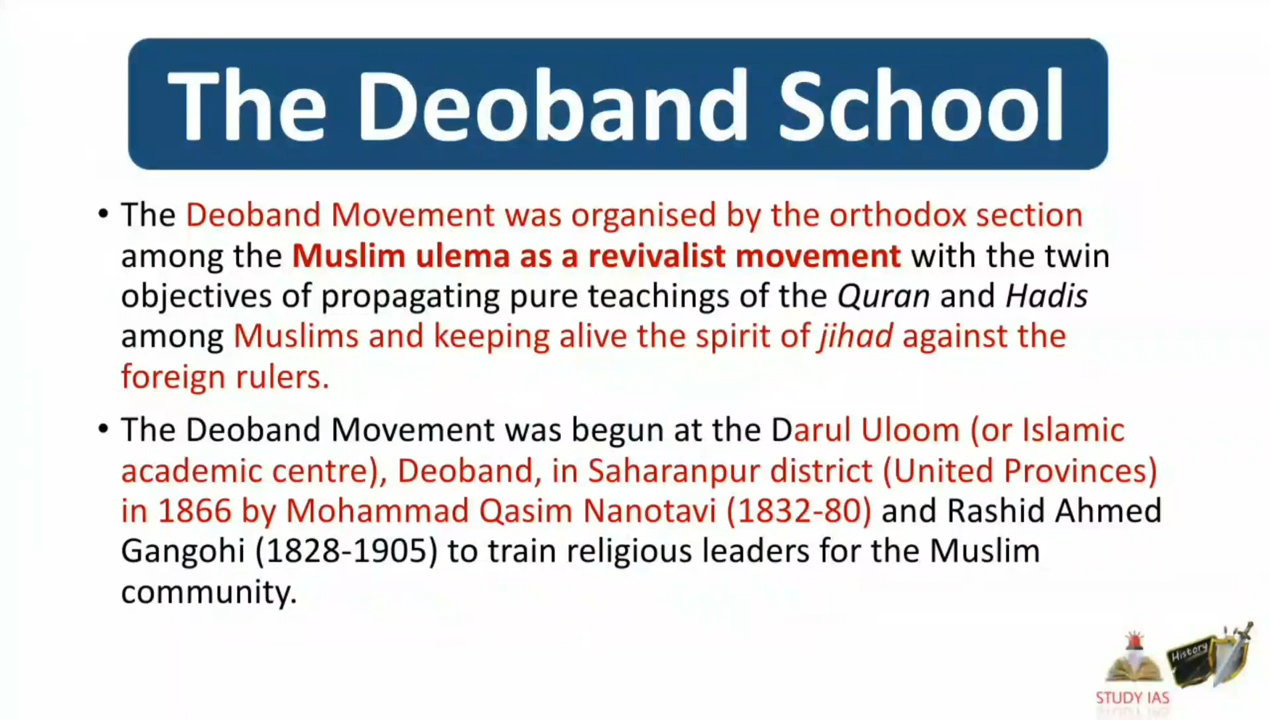 The Deoband School
• The Deoband Movement was organised by the orthodox section
among the Muslim ulema as a revivalist movement with the twin
objectives of propagating pure teachings of the Quran and Hadis
among Muslims and keeping alive the spirit of jihad against the
foreign rulers.
• The Deoband Movement was begun at the Darul Uloom (or Islamic
academic centre), Deoband, in Saharanpur district (United Provinces)
in 1866 by Mohammad Qasim Nanotavi (1832-80) and Rashid Ahmed
Gangohi (1828-1905) to train religious leaders for the Muslim
community.
History
STUDY IAS